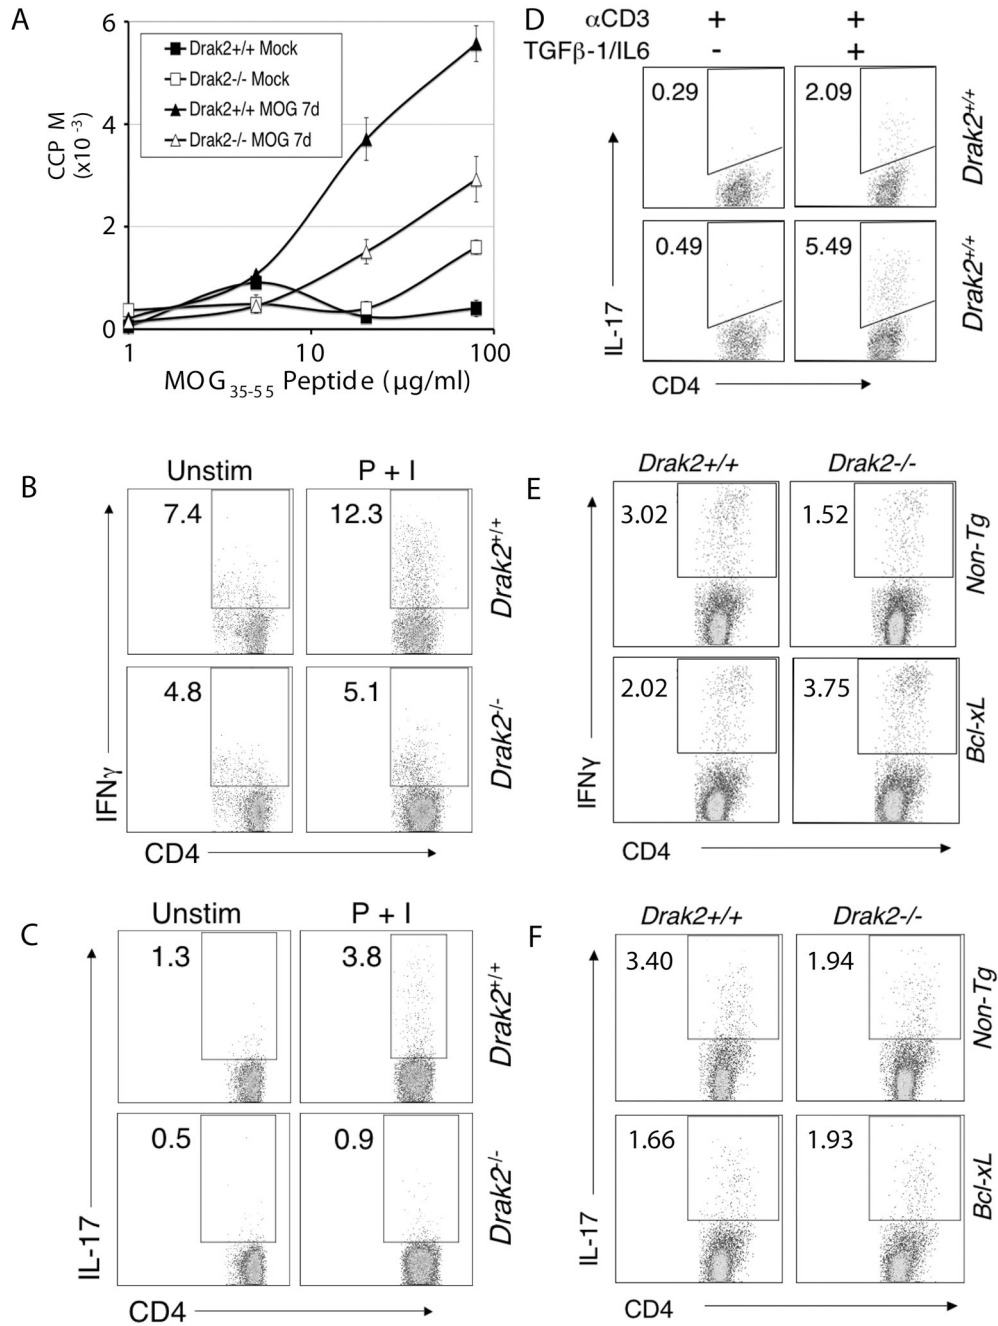 A
6
4
2
0
CCP M
(x10 -3)
Drak2+/+ Mock
Drak2-/- Mock
Drak2+/+ MOG 7d
Drak2-/- MOG 7d
1 10 100
MOG35-55 Peptide (µg/ml)
D
αCD3 + +
TGFβ-1/IL6 - +
0.29 2.09
Drak2+/+
0.49 5.49
Drak2+/+
IL-17
CD4
B
Unstim P + I
7.4 12.3
Drak2+/+
4.8 5.1
Drak2-/-
IFNγ
CD4
E
Drak2+/+ Drak2-/-
3.02 1.52
Non-Tg
2.02 3.75
Bcl-xL
IFNγ
CD4
C
Unstim P + I
1.3 3.8
Drak2+/+
0.5 0.9
Drak2-/-
IL-17
CD4
F
Drak2+/+ Drak2-/-
3.40 1.94
Non-Tg
1.66 1.93
Bcl-xL
IL-17
CD4